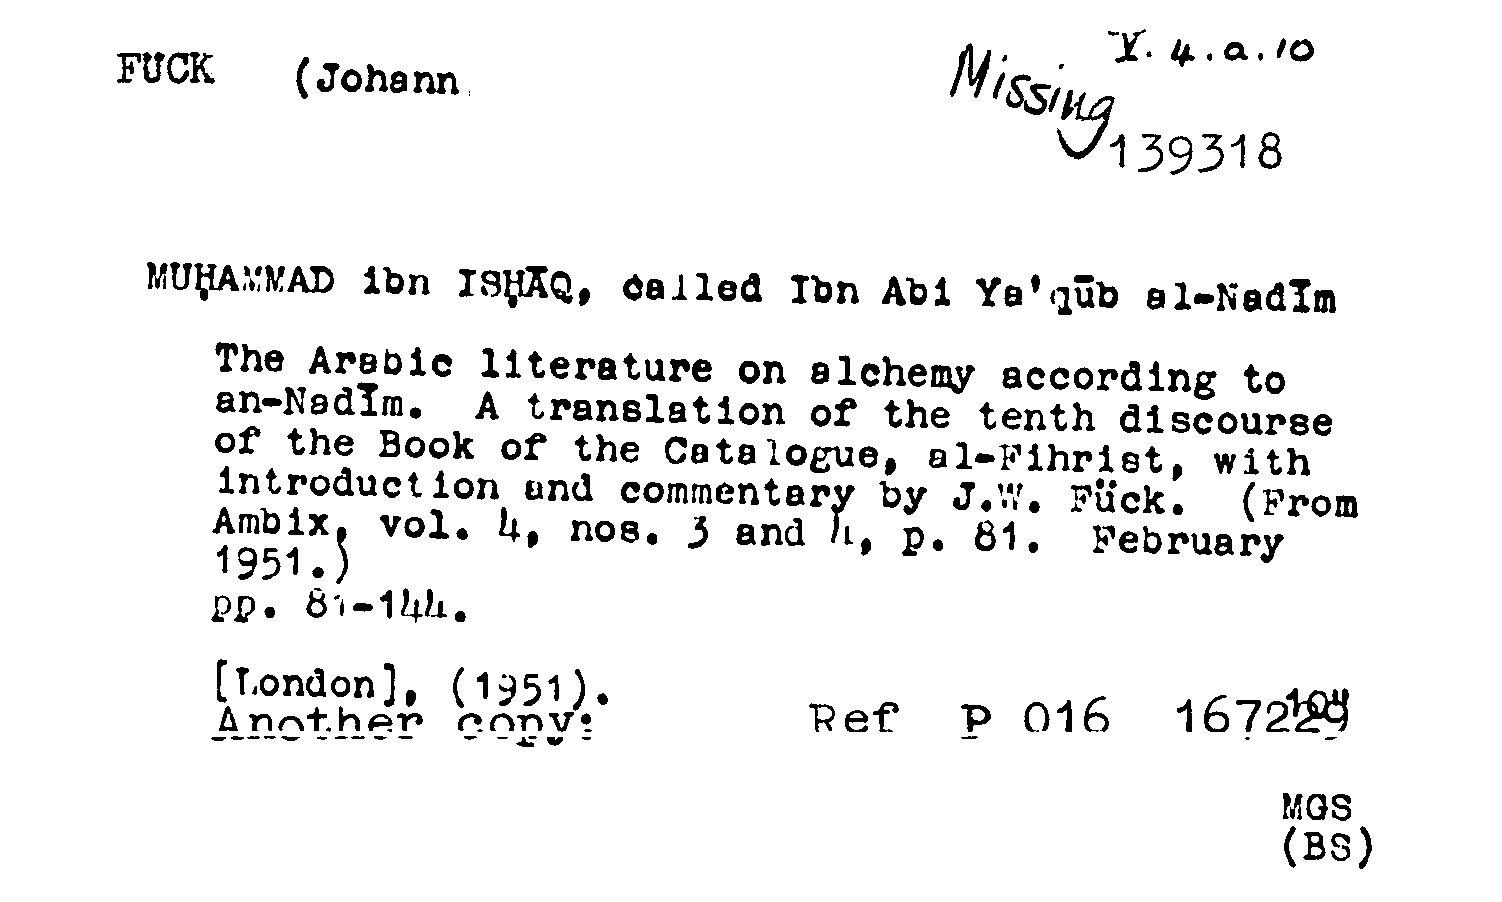 FUCK (Johann
Y. 4.a.10
Missing
139318
MUḤAMMAD ibn ISḤĀQ, called Ibn Abi Ya'qūb al-Nadīm
The Arabic literature on alchemy according to
an-Nadīm. A translation of the tenth discourse
of the Book of the Catalogue, al-Fihrist, with
introduction and commentary by J.W. Fück. (From
Ambix, vol. 4, nos. 3 and 4, p. 81. February
1951.)
pp. 81-144.
[London], (1951).
Another copy: Ref P 016
MGS
(BS)